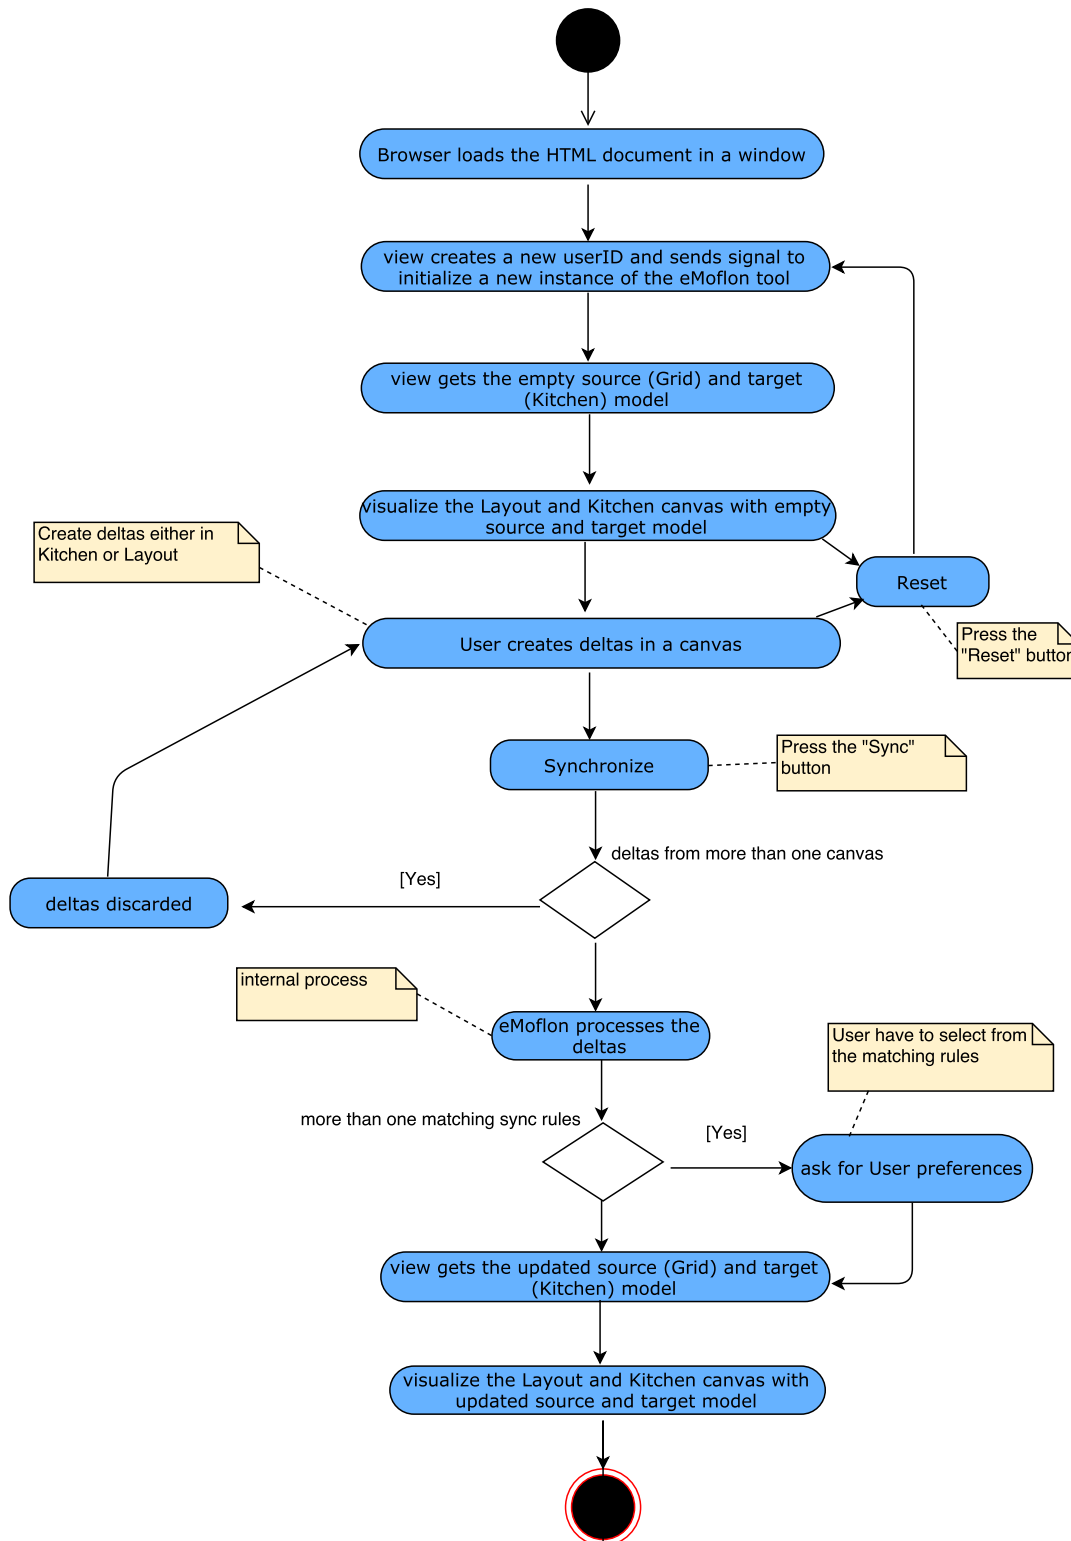 Browser loads the HTML document in a window
view creates a new userID and sends signal to
initialize a new instance of the eMoflon tool
view gets the empty source (Grid) and target
(Kitchen) model
visualize the Layout and Kitchen canvas with empty
source and target model
Create deltas either in
Kitchen or Layout
Reset
Press the
"Reset" button
User creates deltas in a canvas
Synchronize
Press the "Sync"
button
deltas from more than one canvas
[Yes]
deltas discarded
internal process
eMoflon processes the
deltas
User have to select from
the matching rules
more than one matching sync rules
[Yes]
ask for User preferences
view gets the updated source (Grid) and target
(Kitchen) model
visualize the Layout and Kitchen canvas with
updated source and target model